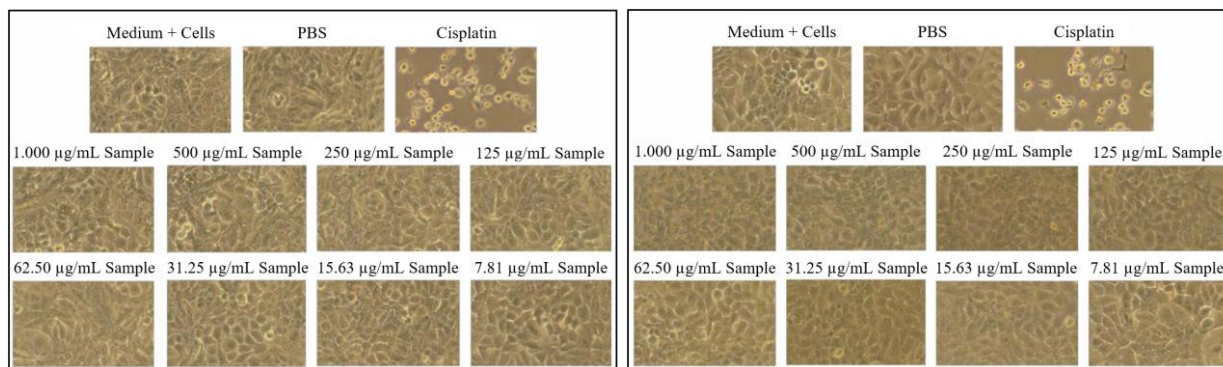 Medium + Cells PBS Cisplatin
1.000 µg/mL Sample 500 µg/mL Sample 250 µg/mL Sample 125 µg/mL Sample
62.50 µg/mL Sample 31.25 µg/mL Sample 15.63 µg/mL Sample 7.81 µg/mL Sample
Medium + Cells PBS Cisplatin
1.000 µg/mL Sample 500 µg/mL Sample 250 µg/mL Sample 125 µg/mL Sample
62.50 µg/mL Sample 31.25 µg/mL Sample 15.63 µg/mL Sample 7.81 µg/mL Sample